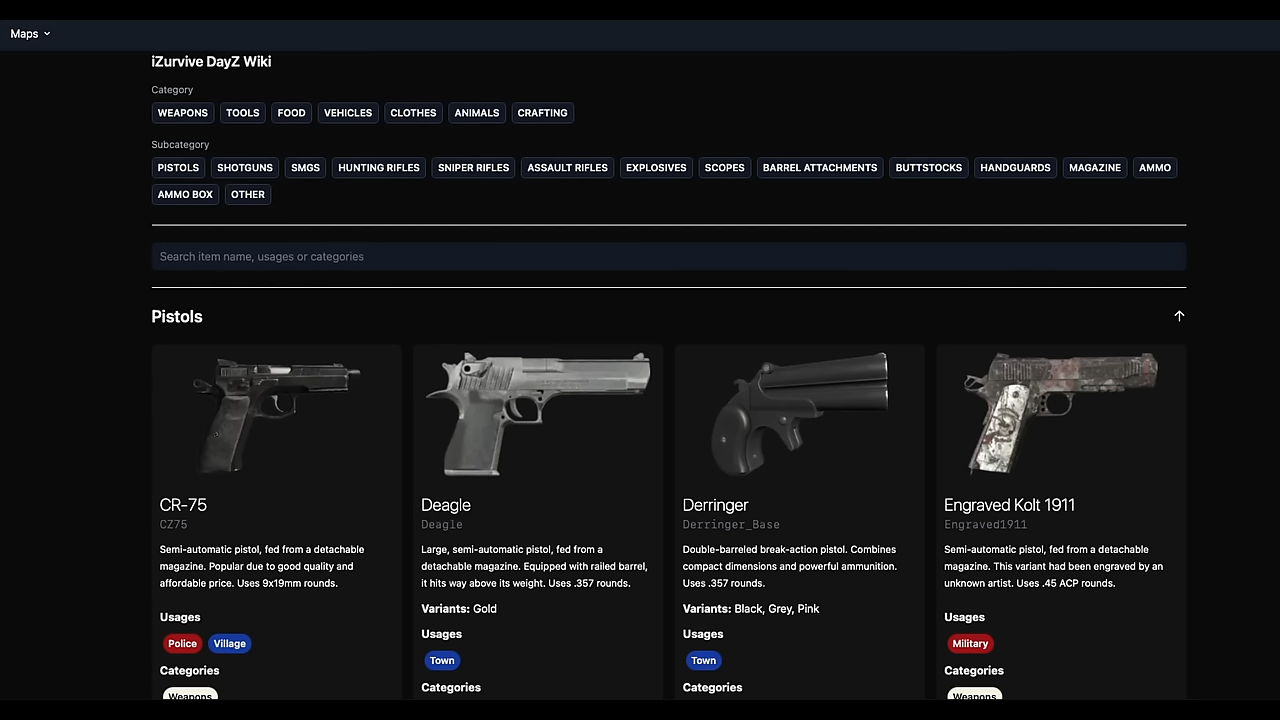 Maps
iZurvive DayZ Wiki
Category
WEAPONS TOOLS FOOD VEHICLES CLOTHES ANIMALS CRAFTING
Subcategory
PISTOLS SHOTGUNS SMGS HUNTING RIFLES SNIPER RIFLES ASSAULT RIFLES EXPLOSIVES SCOPES BARREL ATTACHMENTS BUTTSTOCKS HANDGUARDS MAGAZINE AMMO
AMMO BOX OTHER
Search item name, usages or categories
Pistols
CR-75
CZ75
Semi-automatic pistol, fed from a detachable
magazine. Popular due to good quality and
affordable price. Uses 9x19mm rounds.
Usages
Police Village
Categories
Weapons
Deagle
Deagle
Large, semi-automatic pistol, fed from a
detachable magazine. Equipped with railed barrel,
it hits way above its weight. Uses .357 rounds.
Variants: Gold
Usages
Town
Categories
Derringer
Derringer_Base
Double-barreled break-action pistol. Combines
compact dimensions and powerful ammunition.
Uses .357 rounds.
Variants: Black, Grey, Pink
Usages
Town
Categories
Engraved Kolt 1911
Engraved1911
Semi-automatic pistol, fed from a detachable
magazine. This variant had been engraved by an
unknown artist. Uses .45 ACP rounds.
Usages
Military
Categories
Weapons